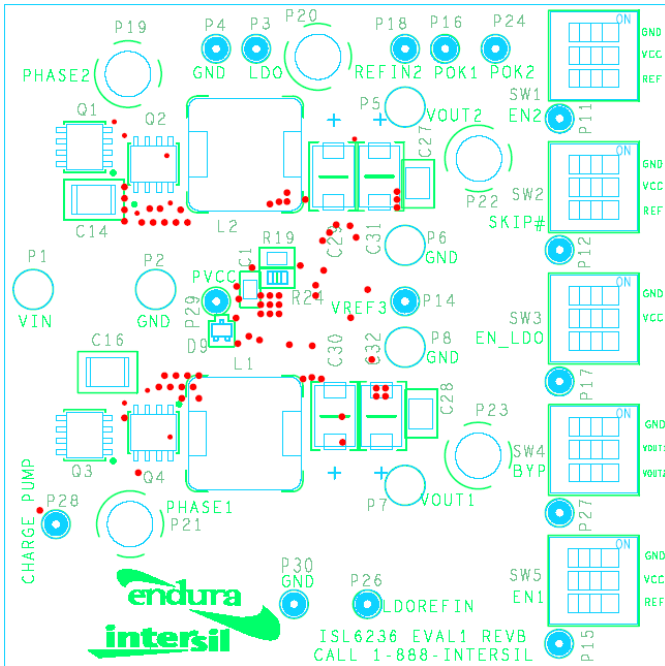 P19
P4
P3
P20
P18
P16
P24
ON
GND
VCC
REF
PHASE2
GND
LDO
REFIN2
POK1
POK2
SW1
EN2
P11
Q1
Q2
P5
VOUT2
C27
P22
ON
GND
VCC
REF
SW2
SKIP#
P12
C14
L2
C29
C31
P6
GND
P1
VIN
P2
GND
PVCC
P29
C1
R19
R24
VREF3
P14
ON
GND
VCC
SW3
EN_LDO
P17
D9
L1
C30
C32
P8
GND
C16
C28
P23
ON
GND
VOUT1
VOUT2
SW4
BYP
P27
Q3
Q4
P7
VOUT1
CHARGE PUMP
P28
PHASE1
P21
ON
GND
VCC
REF
SW5
EN1
P15
P30
GND
P26
LDOREFIN
endura
intersil
ISL6236 EVAL1 REVB
CALL 1-888-INTERSIL